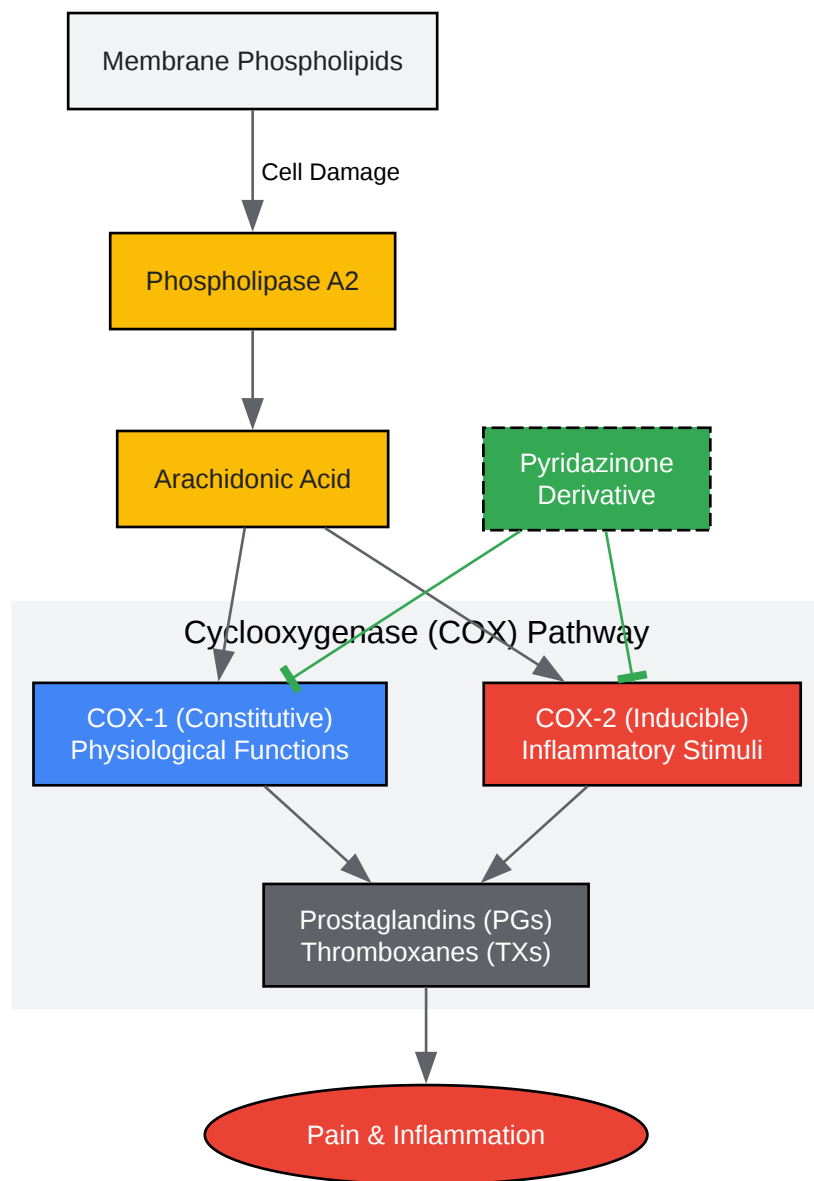 Membrane Phospholipids
Cell Damage
Phospholipase A2
Arachidonic Acid
Pyridazinone
Derivative
Cyclooxygenase (COX) Pathway
COX-1 (Constitutive)
Physiological Functions
COX-2 (Inducible)
Inflammatory Stimuli
Prostaglandins (PGs)
Thromboxanes (TXs)
Pain & Inflammation